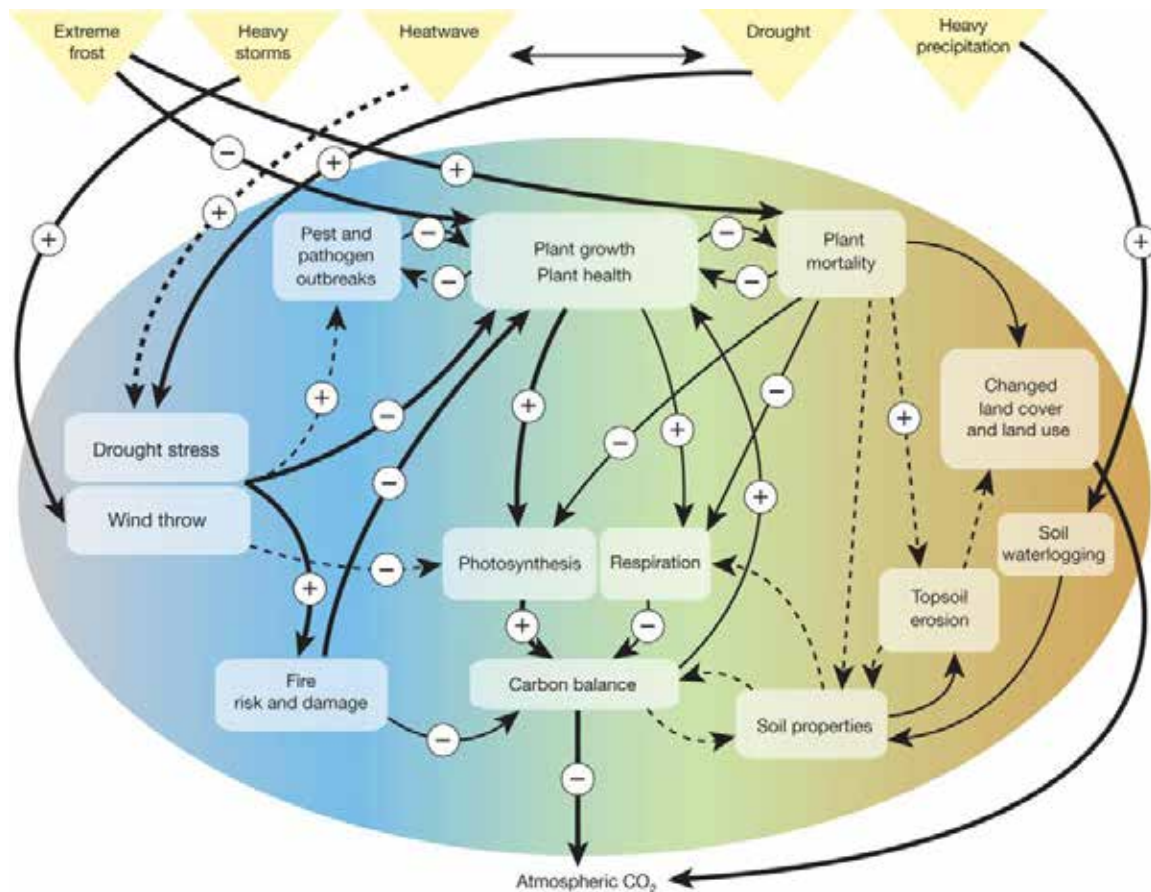 Extreme
frost
Heavy
storms
Heatwave
Drought
Heavy
precipitation
−
+
+
+
+
+
Pest and
pathogen
outbreaks
−
−
Plant growth
Plant health
−
−
Plant
mortality
+
−
+
+
−
−
+
Changed
land cover
and land use
Drought stress
Wind throw
−
+
−
Photosynthesis
Respiration
Soil
waterlogging
+
+
−
Topsoil
erosion
Fire
risk and damage
−
Carbon balance
Soil properties
−
Atmospheric CO₂